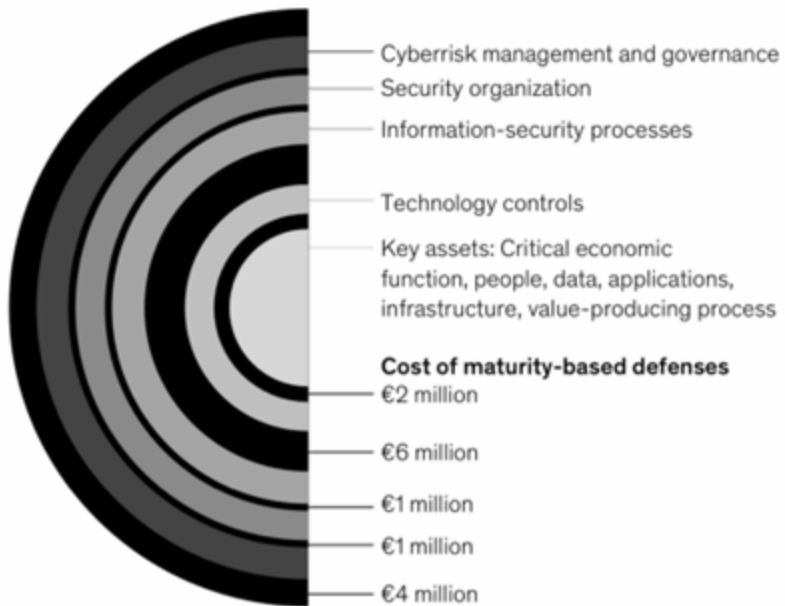 Cyberrisk management and governance
Security organization
Information-security processes
Technology controls
Key assets: Critical economic
function, people, data, applications,
infrastructure, value-producing process
Cost of maturity-based defenses
€2 million
€6 million
€1 million
€1 million
€4 million